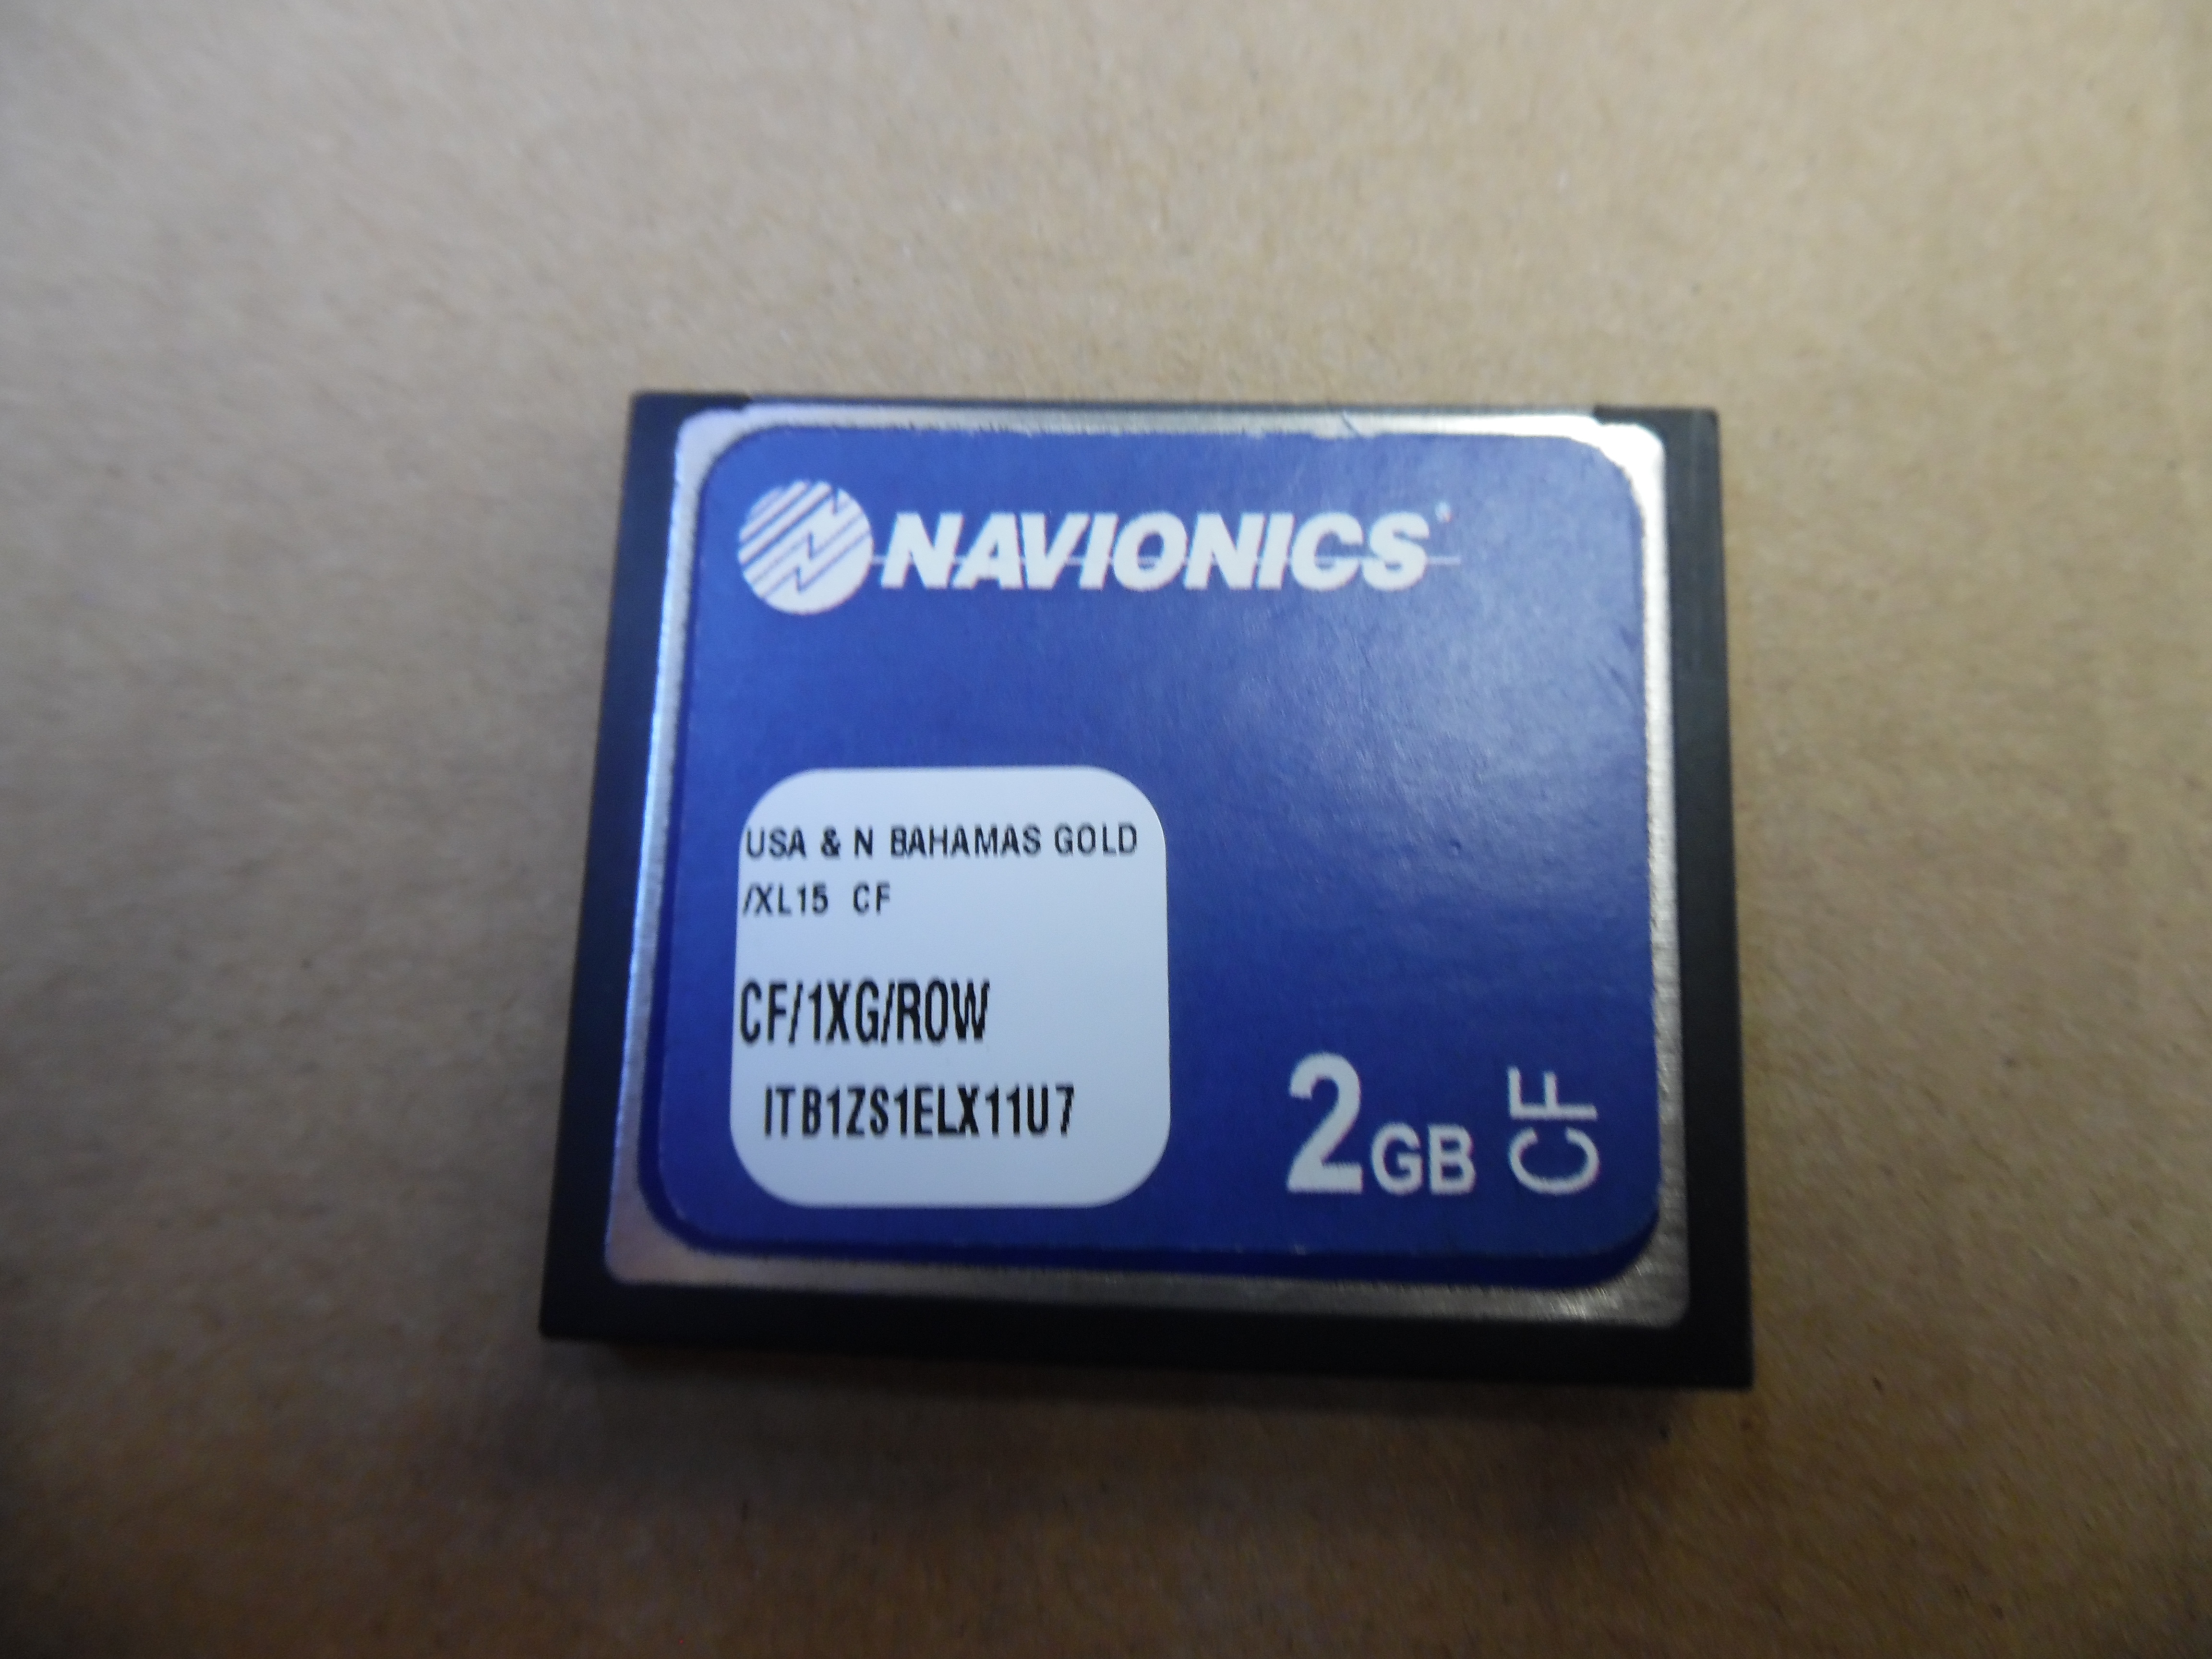 NAVIONICS
USA & N BAHAMAS GOLD
/XL15 CF
CF/1XG/ROW
ITB1ZS1ELX11U7
2GB CF